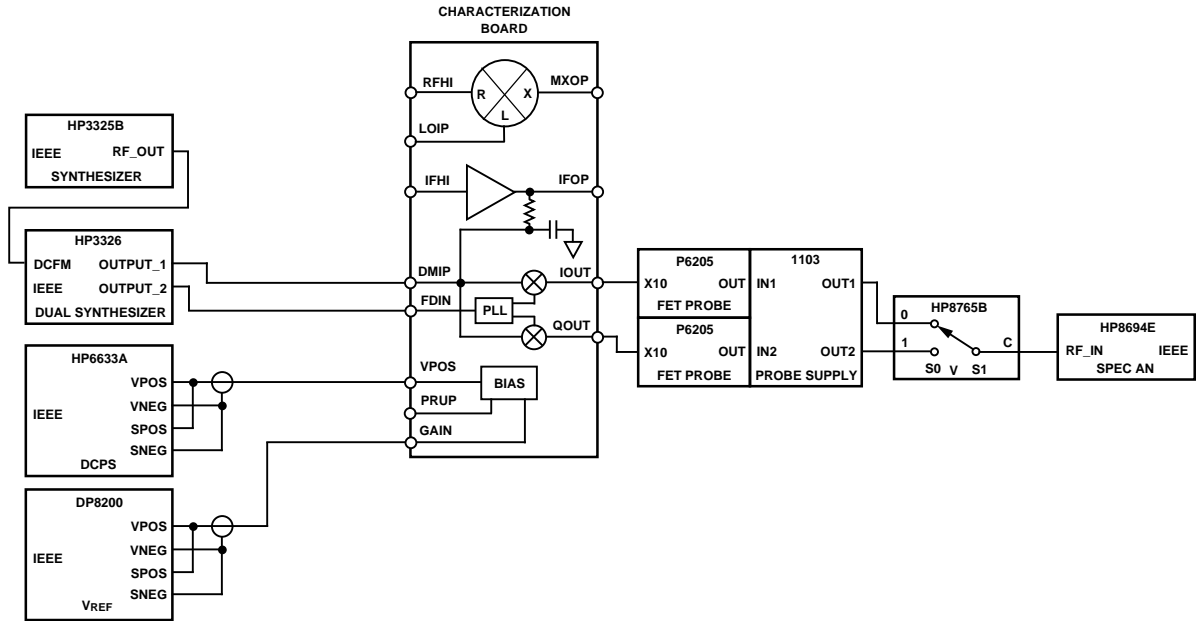 CHARACTERIZATION
BOARD
RFHI
R
X
L
MXOP
LOIP
IFHI
IFOP
HP3325B
IEEE
RF_OUT
SYNTHESIZER
HP3326
DCFM
OUTPUT_1
IEEE
OUTPUT_2
DUAL SYNTHESIZER
DMIP
IOUT
FDIN
PLL
QOUT
VPOS
BIAS
PRUP
GAIN
HP6633A
VPOS
VNEG
IEEE
SPOS
SNEG
DCPS
DP8200
VPOS
VNEG
IEEE
SPOS
SNEG
VREF
P6205
X10
OUT
FET PROBE
P6205
X10
OUT
FET PROBE
1103
IN1
OUT1
IN2
OUT2
PROBE SUPPLY
HP8765B
0
1
C
S0
V
S1
HP8694E
RF_IN
IEEE
SPEC AN